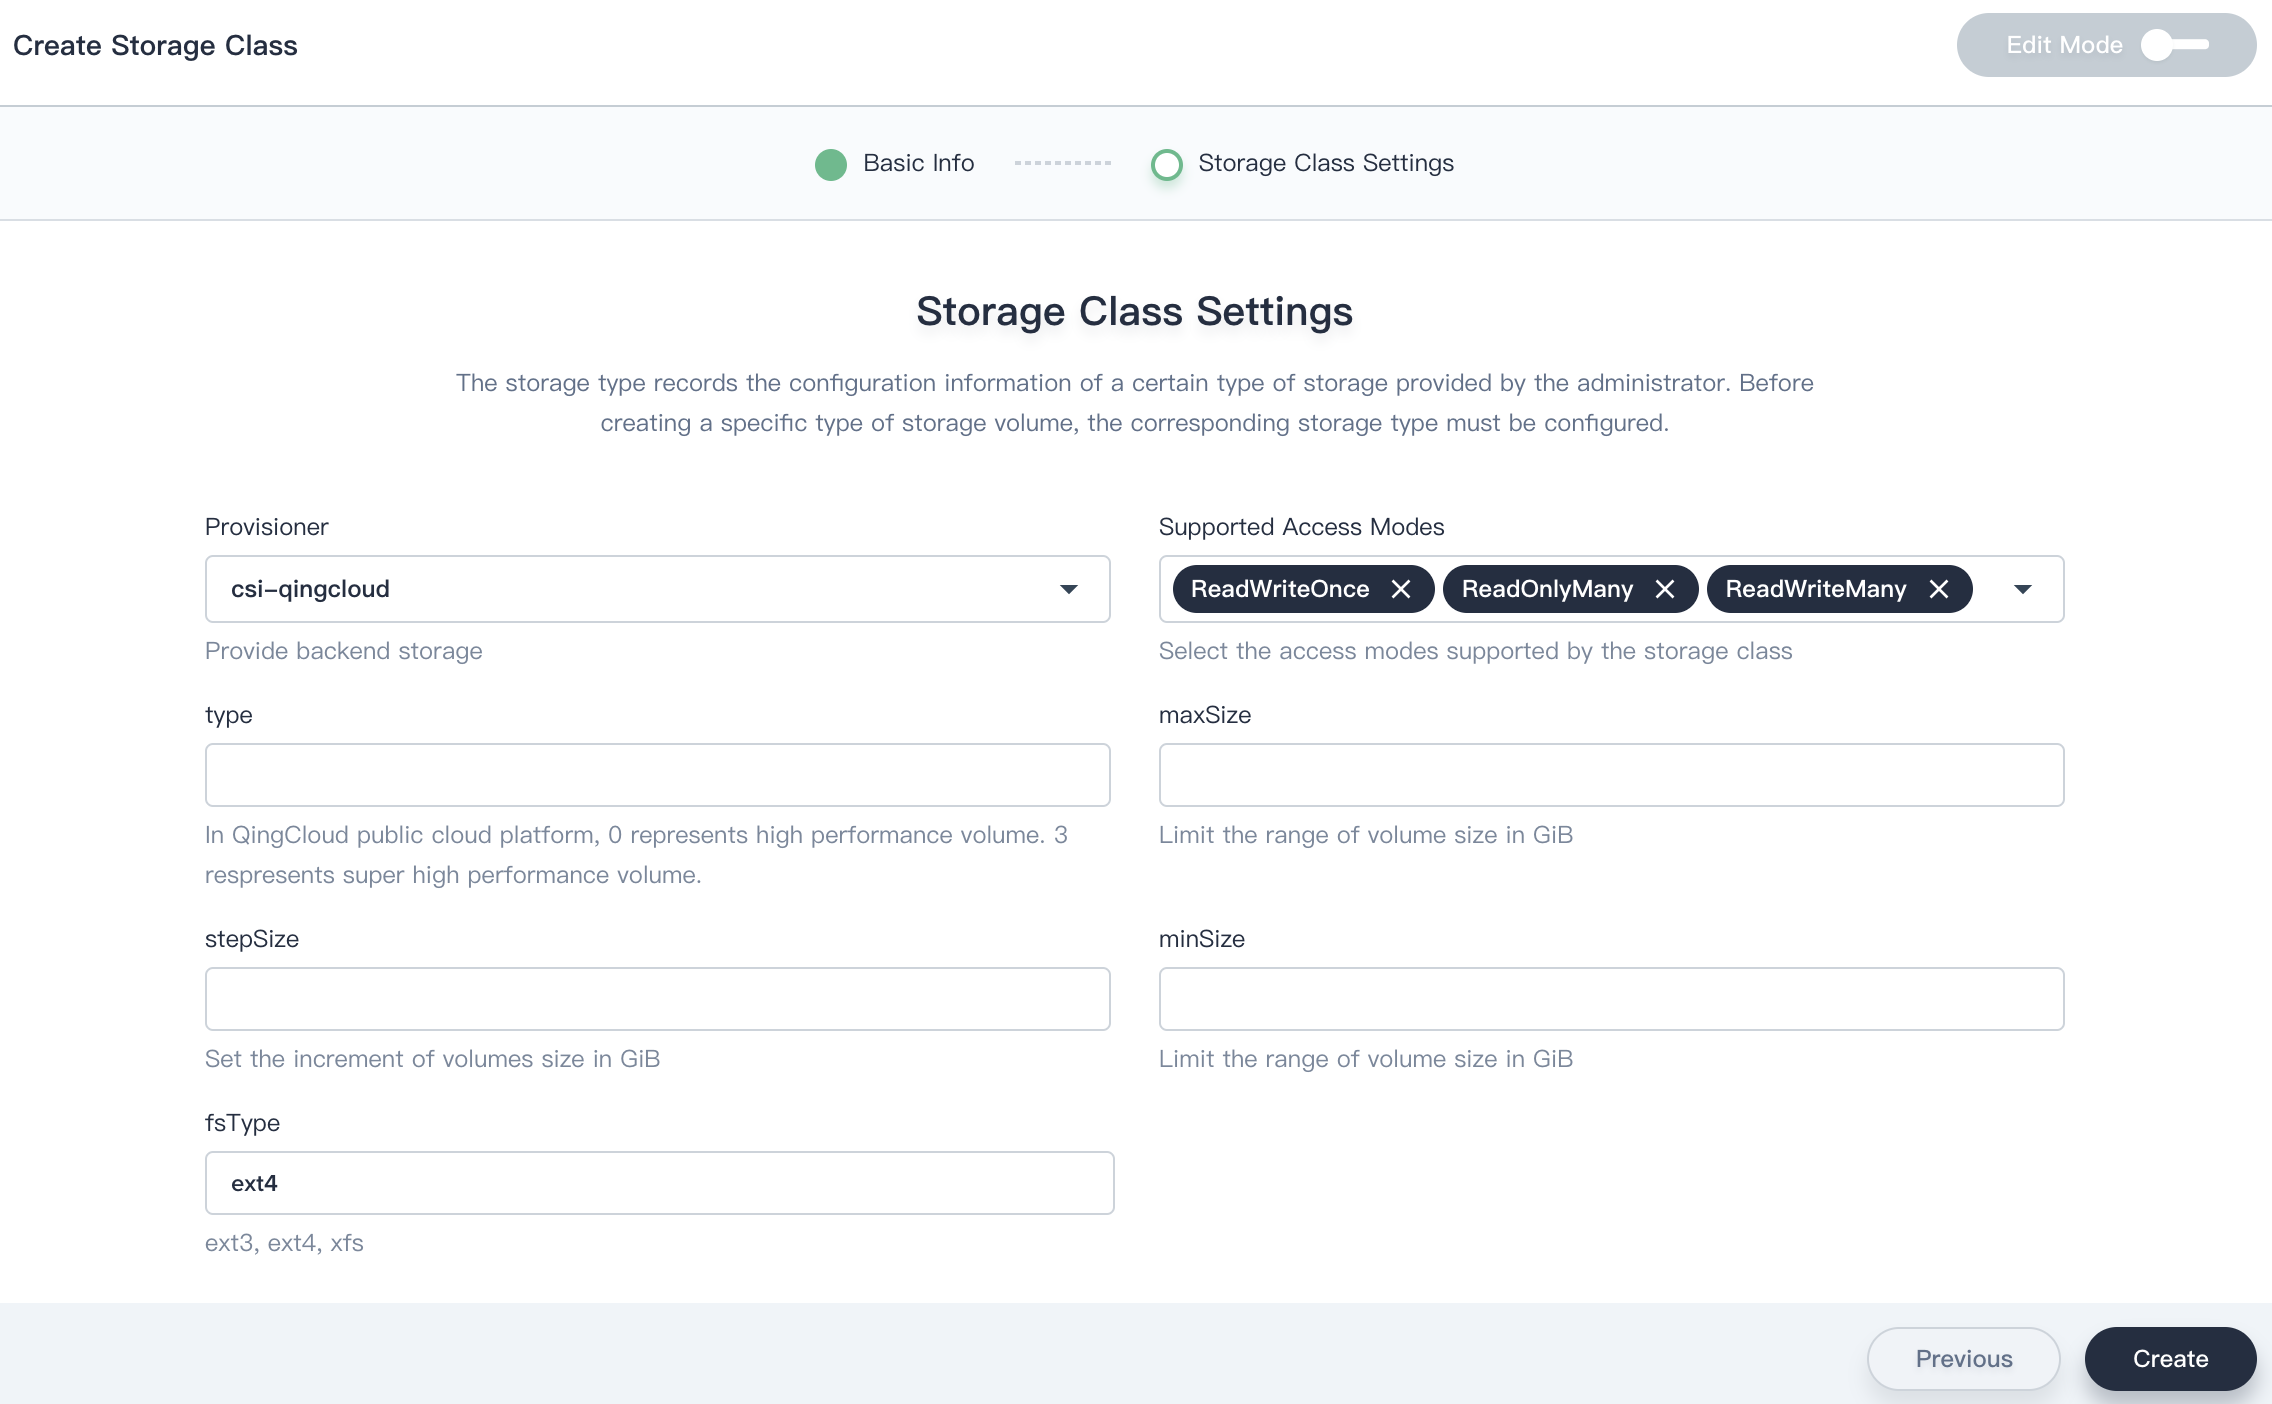 Create Storage Class
Edit Mode
Basic Info
Storage Class Settings
Storage Class Settings
The storage type records the configuration information of a certain type of storage provided by the administrator. Before
creating a specific type of storage volume, the corresponding storage type must be configured.
Provisioner
csi-qingcloud
Provide backend storage
Supported Access Modes
ReadWriteOnce
ReadOnlyMany
ReadWriteMany
Select the access modes supported by the storage class
type
In QingCloud public cloud platform, 0 represents high performance volume. 3
respresents super high performance volume.
maxSize
Limit the range of volume size in GiB
stepSize
Set the increment of volumes size in GiB
minSize
Limit the range of volume size in GiB
fsType
ext4
ext3, ext4, xfs
Previous
Create